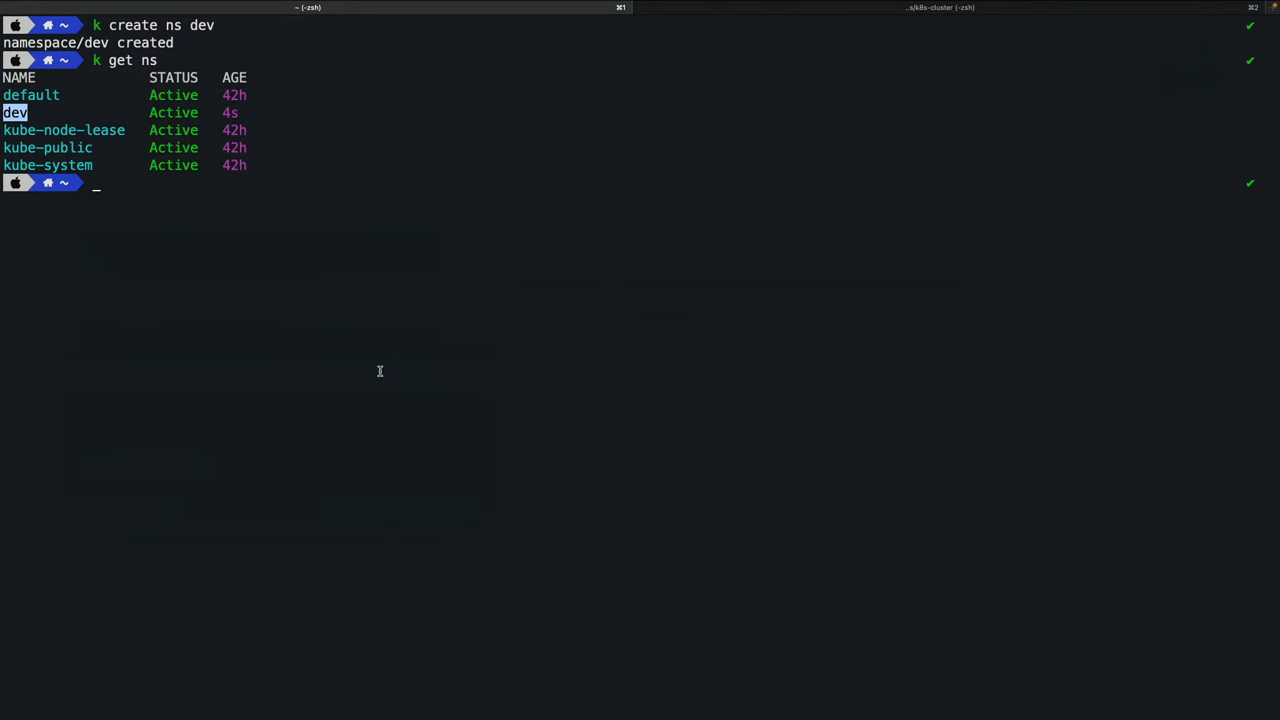 ~ (-zsh) ⌘1 ..s/k8s-cluster (-zsh) ⌘2
~ k create ns dev ✔
namespace/dev created
~ k get ns ✔
NAME STATUS AGE
default Active 42h
dev Active 4s
kube-node-lease Active 42h
kube-public Active 42h
kube-system Active 42h
~ _ ✔